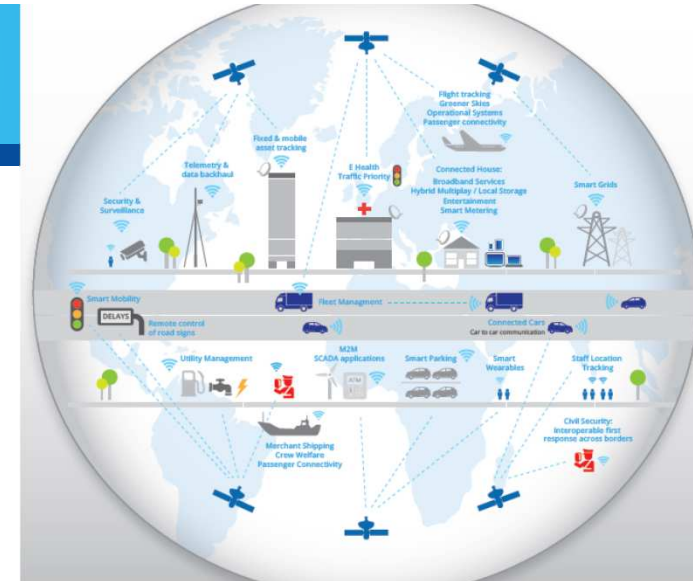 Flight tracking
Greener Skies
Operational Systems
Passenger connectivity
Fixed & mobile
asset tracking
Telemetry &
data backhaul
E Health
Traffic Priority
Connected House:
Broadband Services
Hybrid Multiplay / Local Storage
Entertainment
Smart Metering
Smart Grids
Security &
Surveillance
Smart Mobility
DELAYS
Remote control
of road signs
Fleet Managment
Connected Cars
Car to car communication
Utility Management
M2M
SCADA applications
Smart Parking
Smart
Wearables
Staff Location
Tracking
Merchant Shipping
Crew Welfare
Passenger Connectivity
Civil Security:
Interoperable first
response across borders